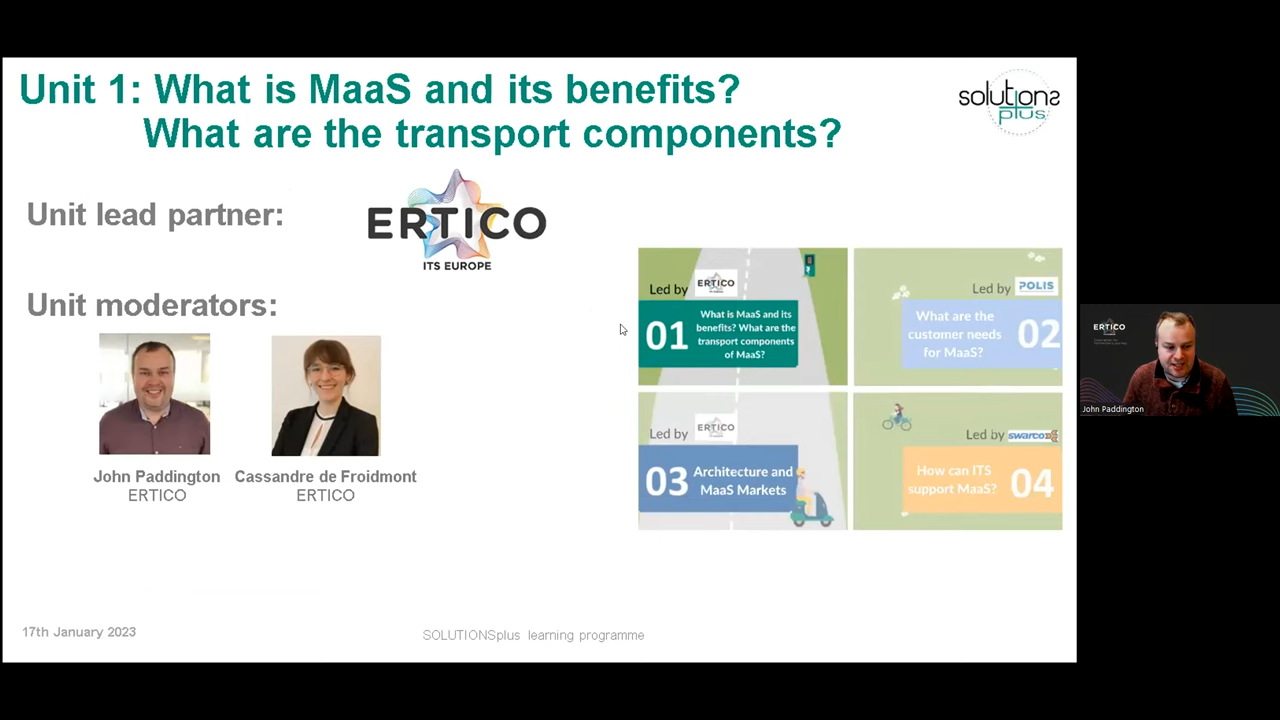 Unit 1: What is MaaS and its benefits?
What are the transport components?
solutions
plus
Unit lead partner:
ERTICO
ITS EUROPE
Unit moderators:
John Paddington
ERTICO
Cassandre de Froidmont
ERTICO
Led by ERTICO
01
What is MaaS and its
benefits? What are the
transport components
of MaaS?
Led by POLIS
What are the
customer needs
for MaaS?
02
Led by ERTICO
03
Architecture and
MaaS Markets
Led by SWARCO
How can ITS
support MaaS?
04
17th January 2023
SOLUTIONSplus learning programme
ERTICO
John Paddington